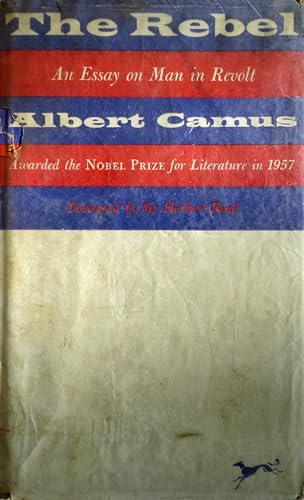 The Rebel
An Essay on Man in Revolt
Albert Camus
Awarded the NOBEL PRIZE for Literature in 1957
Foreword by Sir Herbert Read